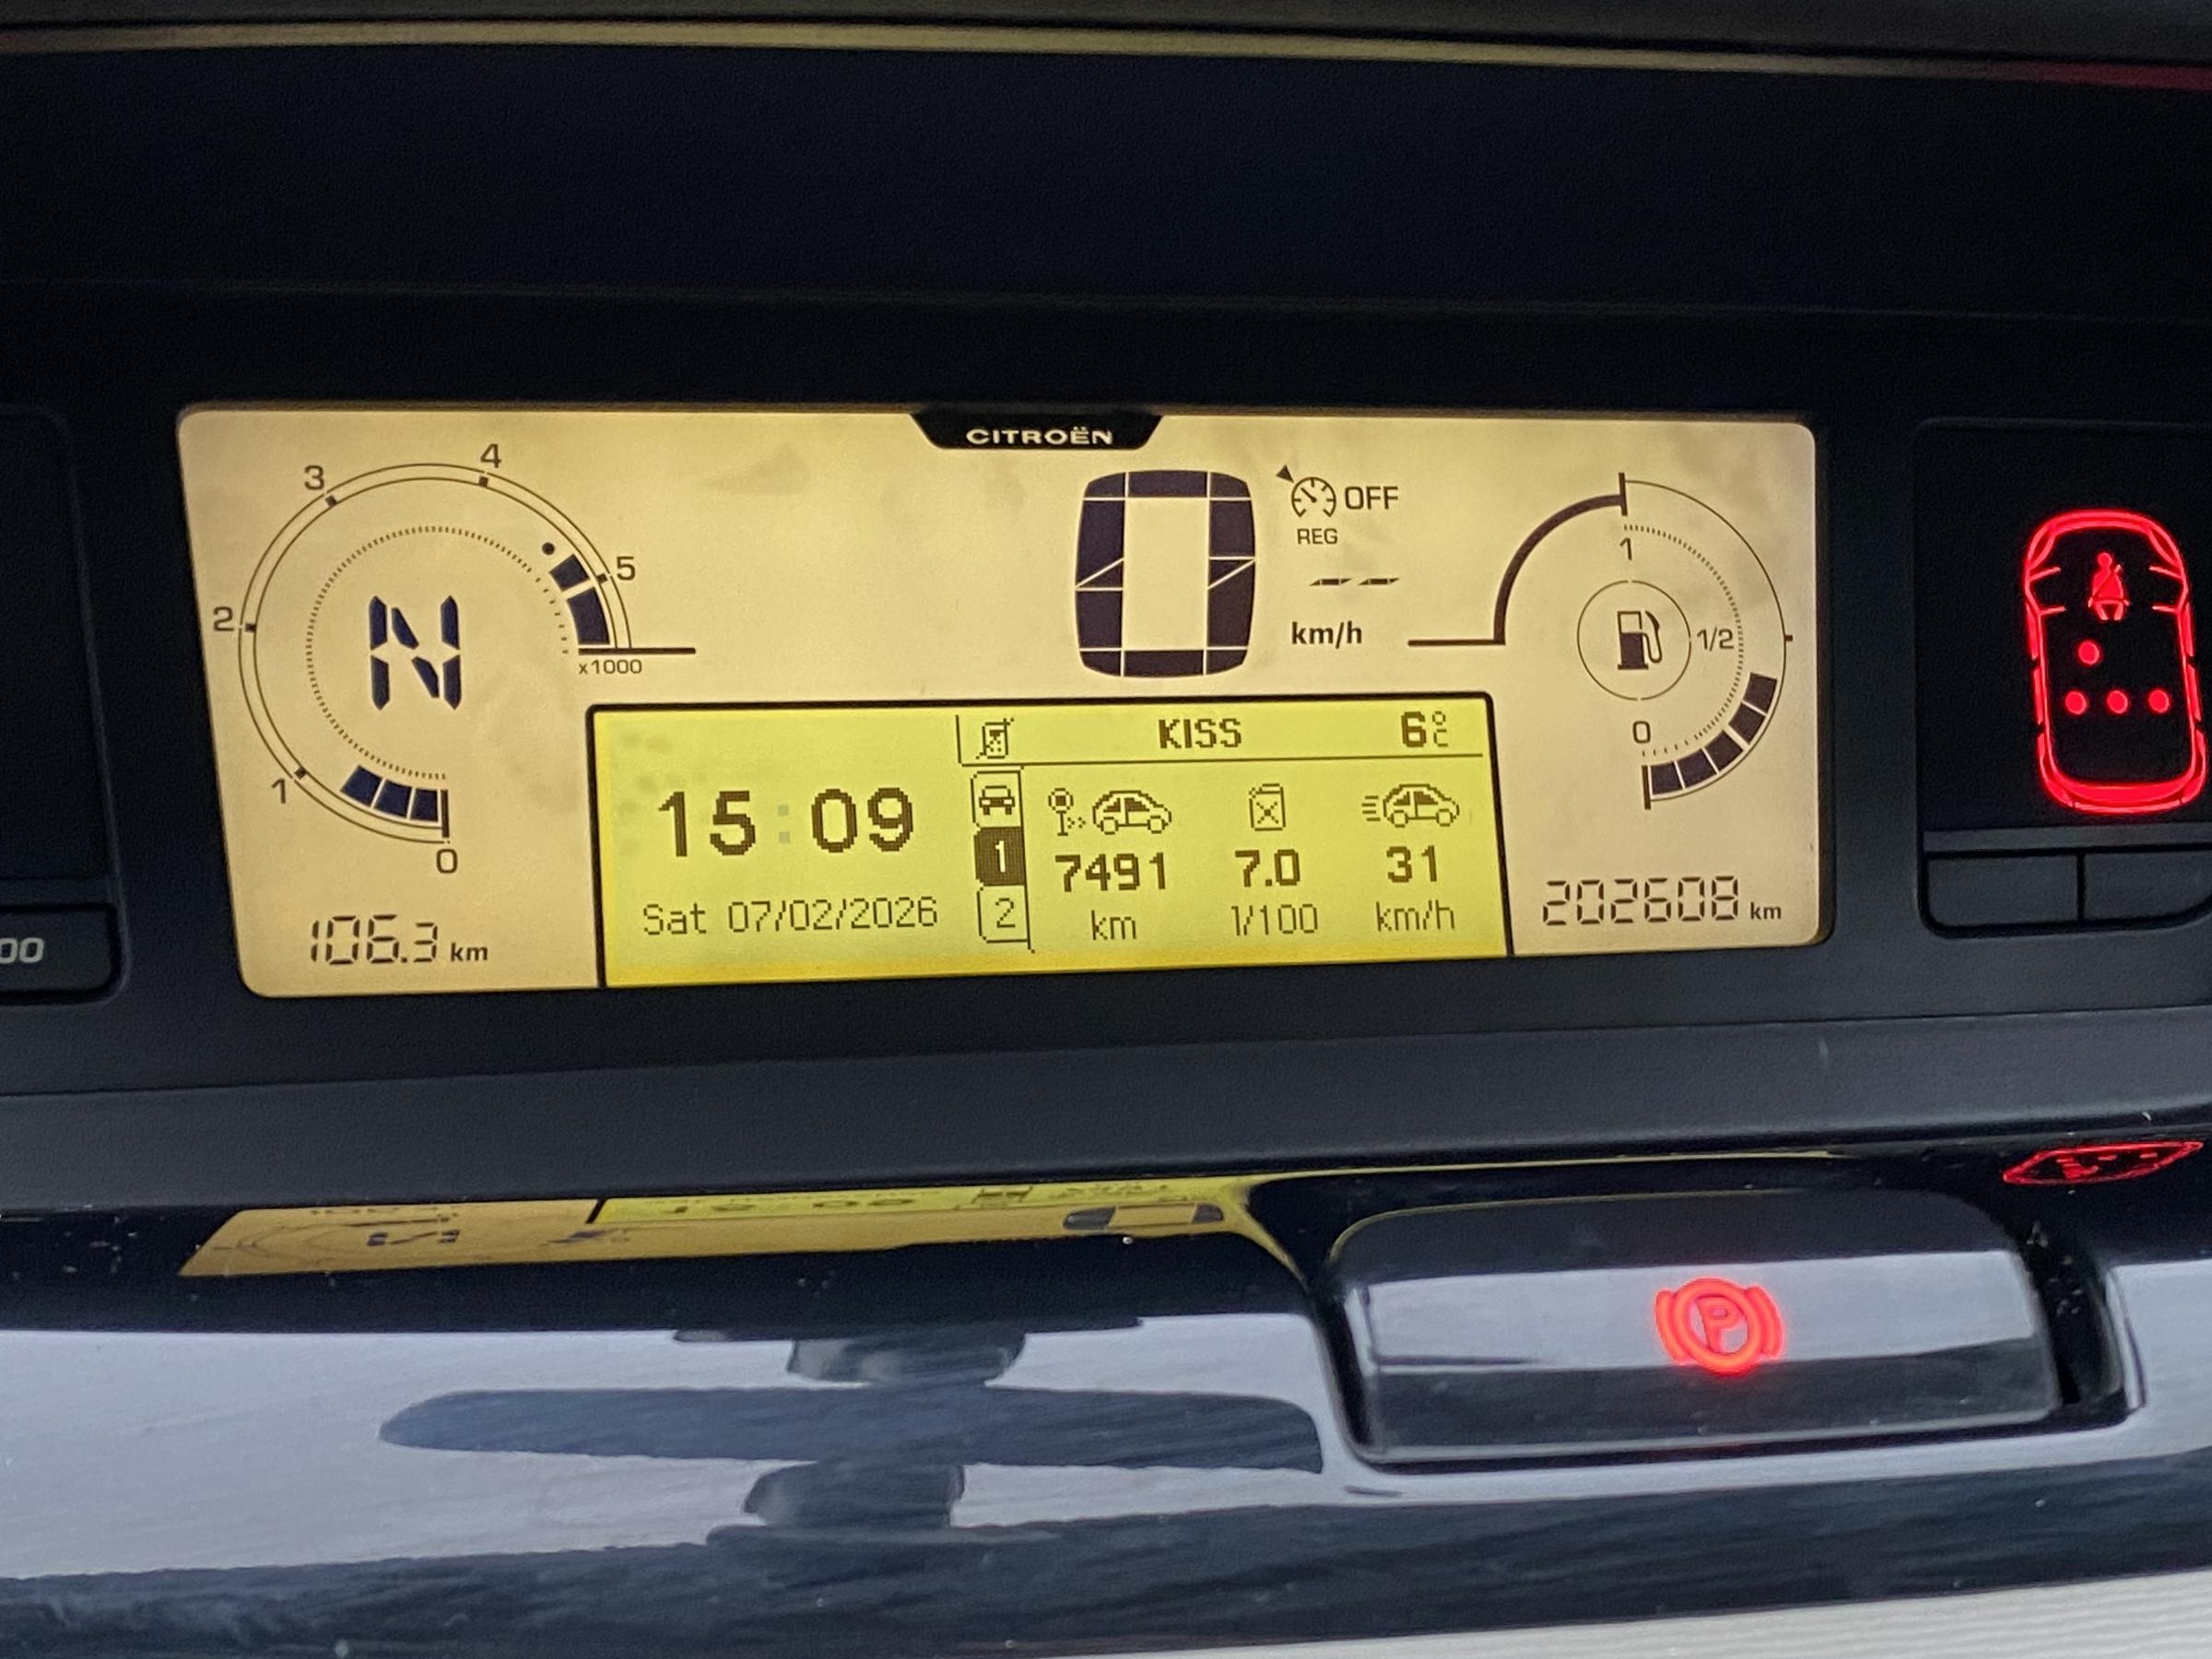 CITROËN
4
3
5
2
x1000
N
1
0
106.3 km
0
OFF
REG
--
km/h
1
1/2
0
KISS
6°C
15:09
Sat 07/02/2026
1
2
7491
km
7.0
l/100
31
km/h
202608 km
00
P